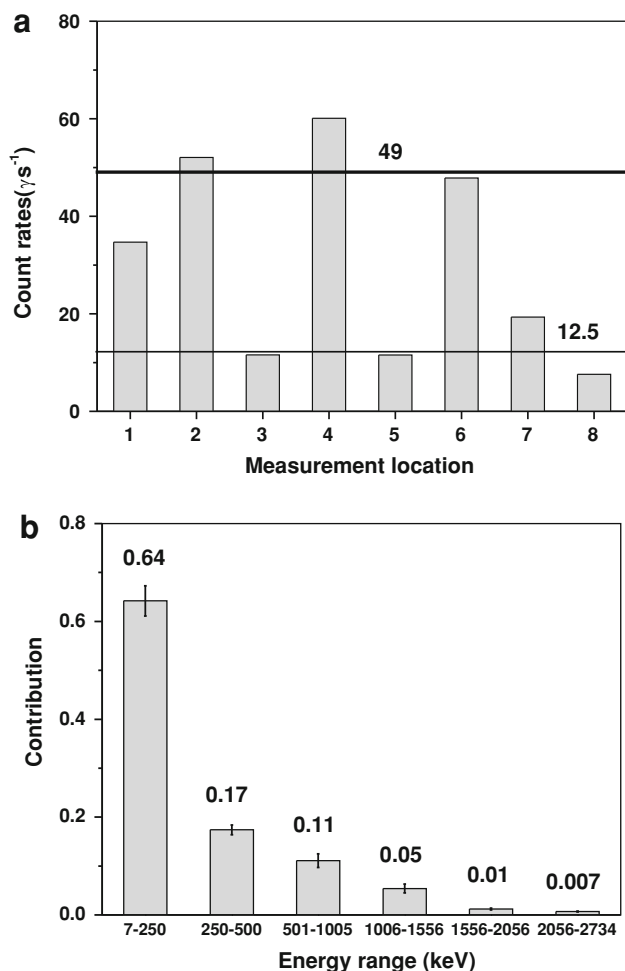 a
80
60
40
20
0
Count rates(γs⁻¹)
49
12.5
1 2 3 4 5 6 7 8
Measurement location
b
0.8
0.6
0.4
0.2
0.0
Contribution
0.64
0.17
0.11
0.05
0.01
0.007
7-250 250-500 501-1005 1006-1556 1556-2056 2056-2734
Energy range (keV)